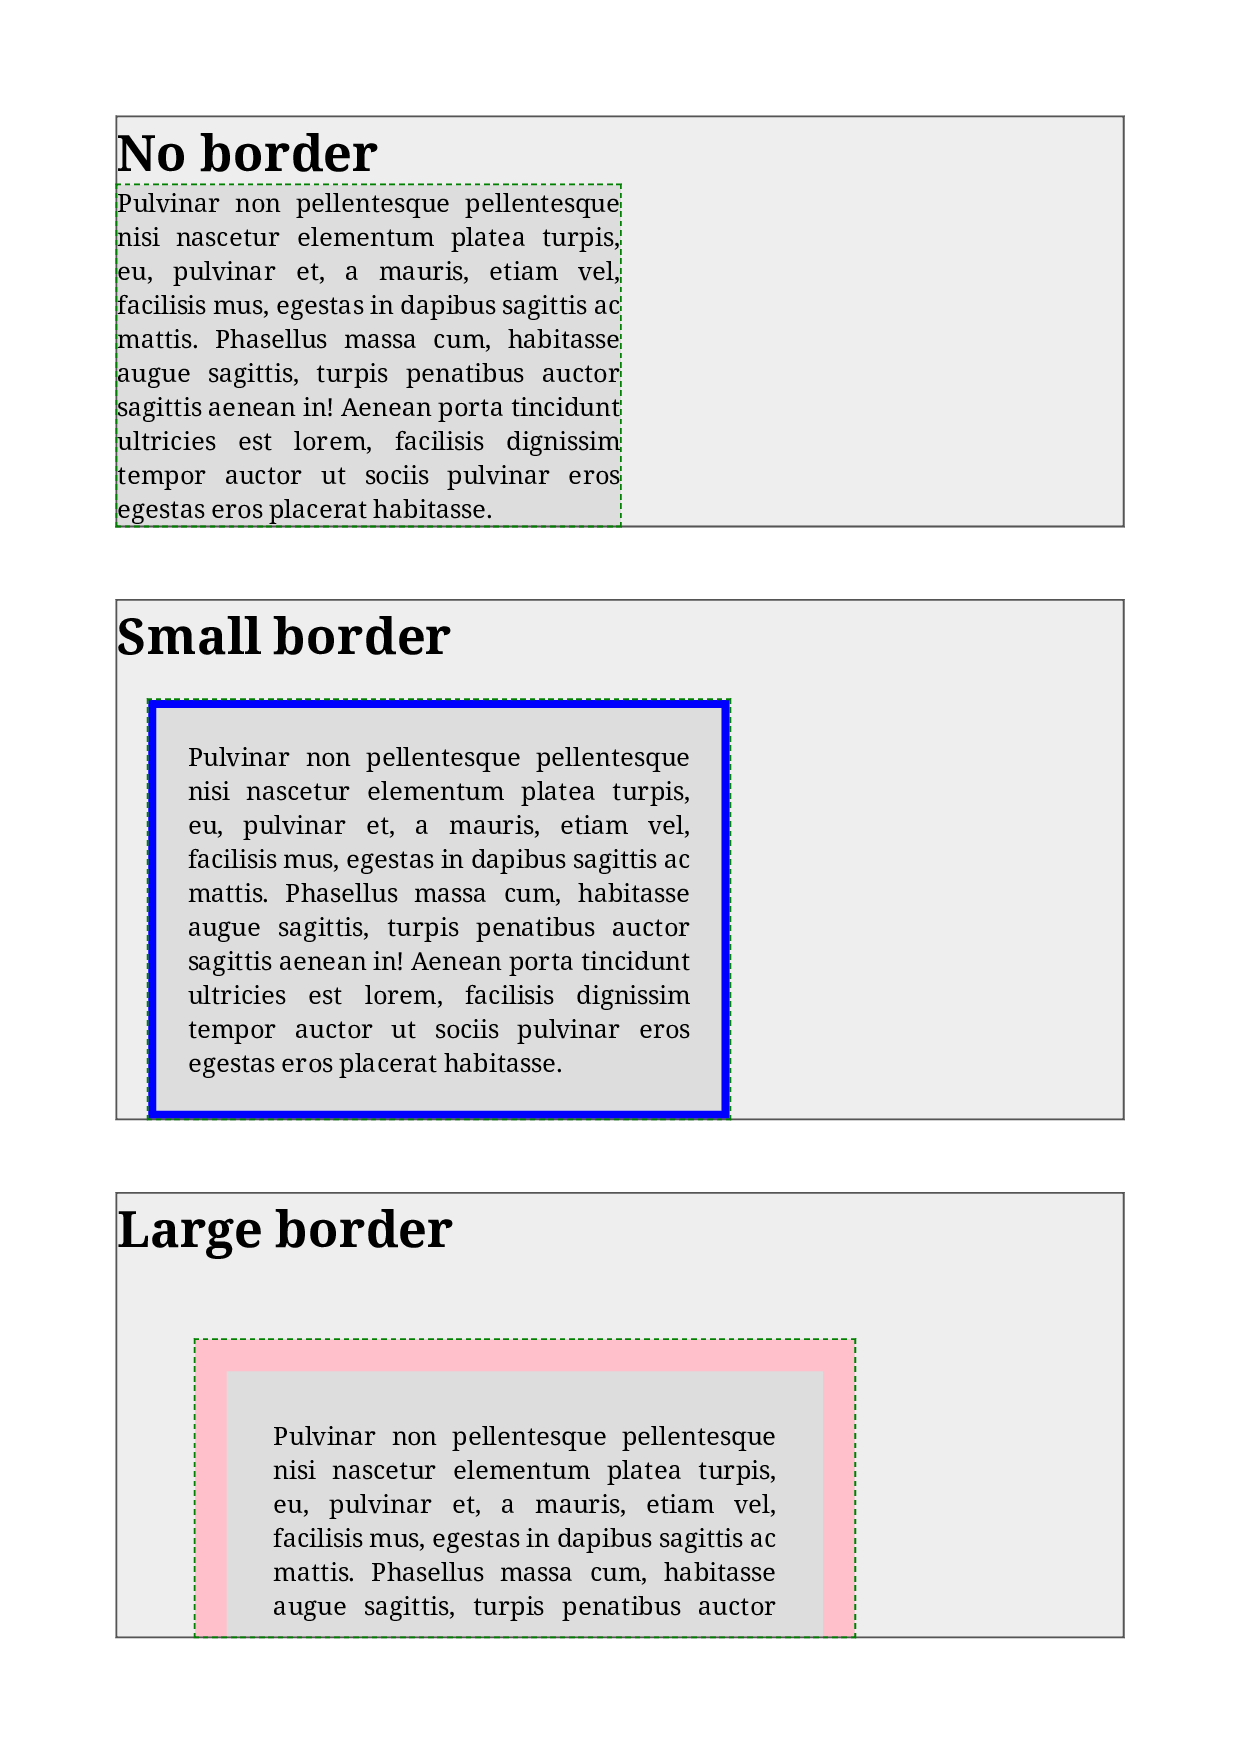 No border
Pulvinar non pellentesque pellentesque
nisi nascetur elementum platea turpis,
eu, pulvinar et, a mauris, etiam vel,
facilisis mus, egestas in dapibus sagittis ac
mattis. Phasellus massa cum, habitasse
augue sagittis, turpis penatibus auctor
sagittis aenean in! Aenean porta tincidunt
ultricies est lorem, facilisis dignissim
tempor auctor ut sociis pulvinar eros
egestas eros placerat habitasse.
Small border
Pulvinar non pellentesque pellentesque
nisi nascetur elementum platea turpis,
eu, pulvinar et, a mauris, etiam vel,
facilisis mus, egestas in dapibus sagittis ac
mattis. Phasellus massa cum, habitasse
augue sagittis, turpis penatibus auctor
sagittis aenean in! Aenean porta tincidunt
ultricies est lorem, facilisis dignissim
tempor auctor ut sociis pulvinar eros
egestas eros placerat habitasse.
Large border
Pulvinar non pellentesque pellentesque
nisi nascetur elementum platea turpis,
eu, pulvinar et, a mauris, etiam vel,
facilisis mus, egestas in dapibus sagittis ac
mattis. Phasellus massa cum, habitasse
augue sagittis, turpis penatibus auctor